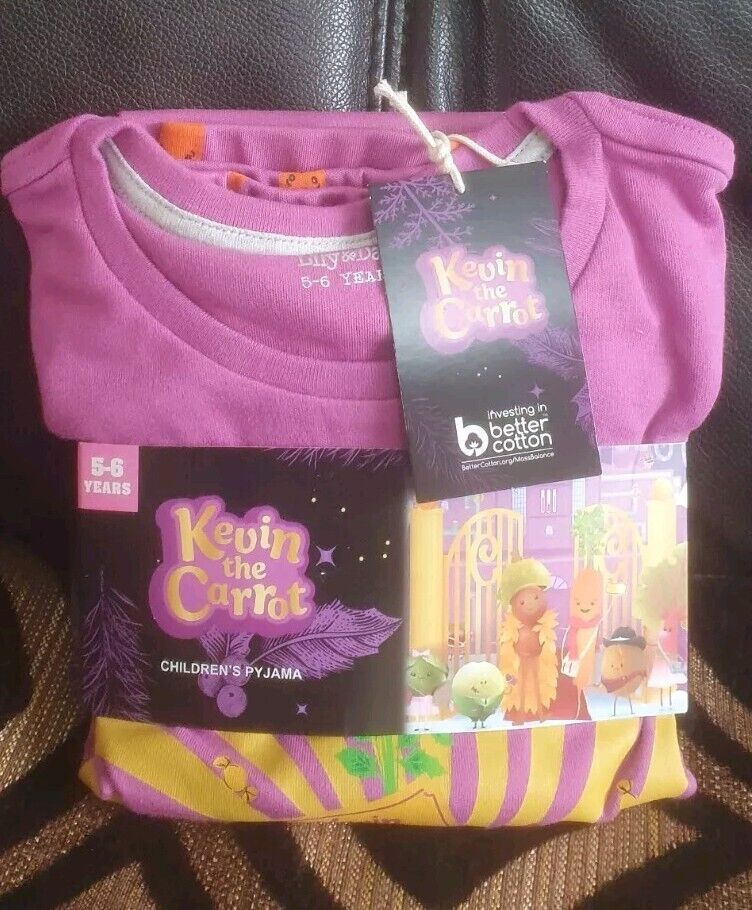 5-6 YEAR
Kevin
the
Carrot
investing in
better
cotton
BetterCotton.org/MassBalance
5-6
YEARS
Kevin
the
Carrot
CHILDREN'S PYJAMA